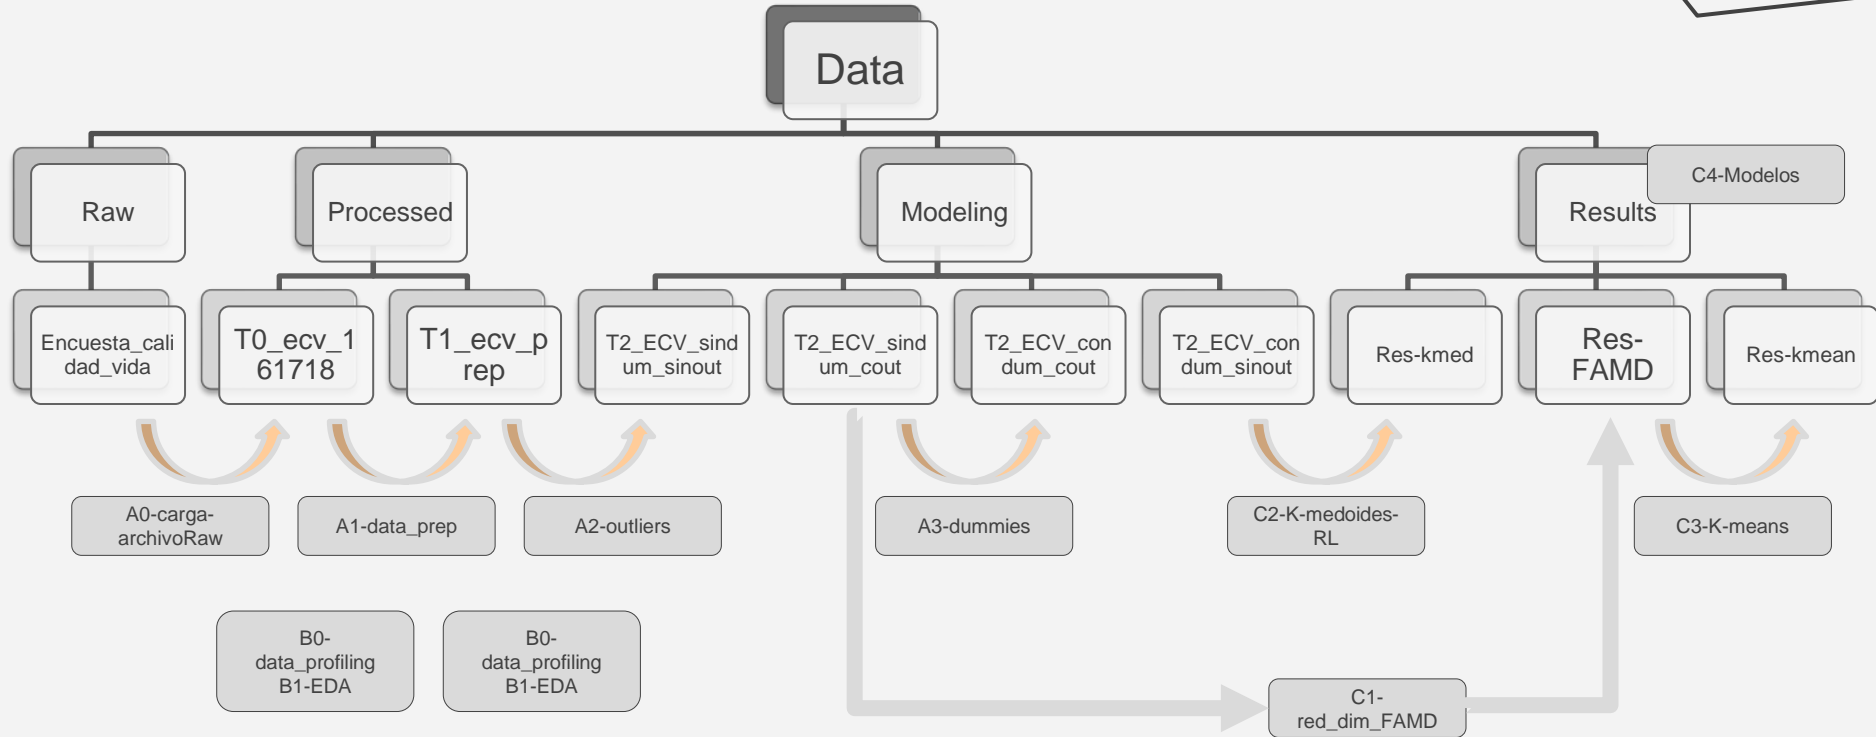 Data
Raw
Processed
Modeling
Results
C4-Modelos
Encuesta_cali
dad_vida
T0_ecv_1
61718
T1_ecv_p
rep
T2_ECV_sind
um_sinout
T2_ECV_sind
um_cout
T2_ECV_con
dum_cout
T2_ECV_con
dum_sinout
Res-kmed
Res-
FAMD
Res-kmean
A0-carga-
archivoRaw
A1-data_prep
A2-outliers
A3-dummies
C2-K-medoides-
RL
C3-K-means
B0-
data_profiling
B1-EDA
B0-
data_profiling
B1-EDA
C1-
red_dim_FAMD